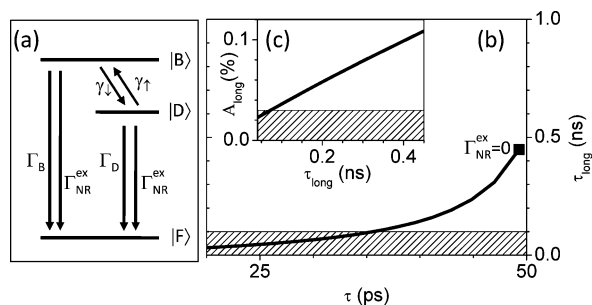 (a)
|B⟩
γ↓
γ↑
|D⟩
Γ_B
Γ_NR^ex
Γ_D
Γ_NR^ex
|F⟩
(c)
0.1
0.0
A_long(%)
0.2
0.4
τ_long (ns)
(b)
Γ_NR^ex=0
1.0
0.5
0.0
τ_long (ns)
25
50
τ (ps)